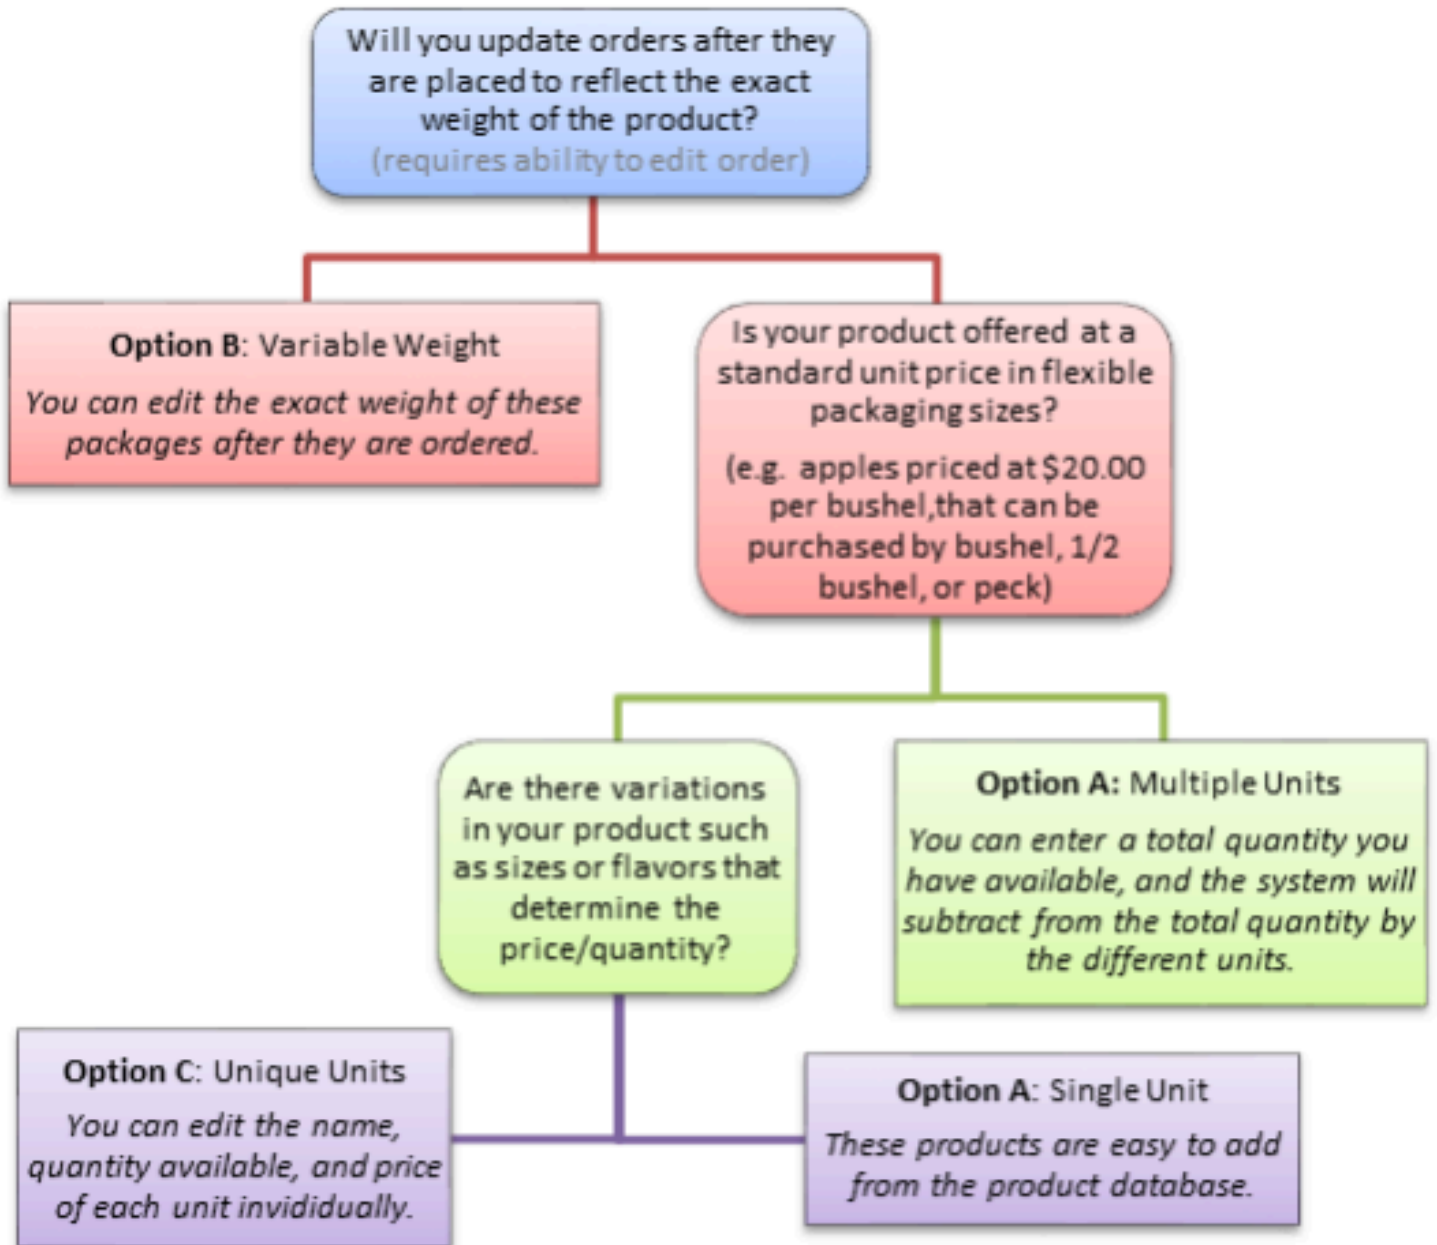 Will you update orders after they
are placed to reflect the exact
weight of the product?
(requires ability to edit order)
Option B: Variable Weight
You can edit the exact weight of these
packages after they are ordered.
Is your product offered at a
standard unit price in flexible
packaging sizes?
(e.g. apples priced at $20.00
per bushel,that can be
purchased by bushel, 1/2
bushel, or peck)
Are there variations
in your product such
as sizes or flavors that
determine the
price/quantity?
Option A: Multiple Units
You can enter a total quantity you
have available, and the system will
subtract from the total quantity by
the different units.
Option C: Unique Units
You can edit the name,
quantity available, and price
of each unit invididually.
Option A: Single Unit
These products are easy to add
from the product database.